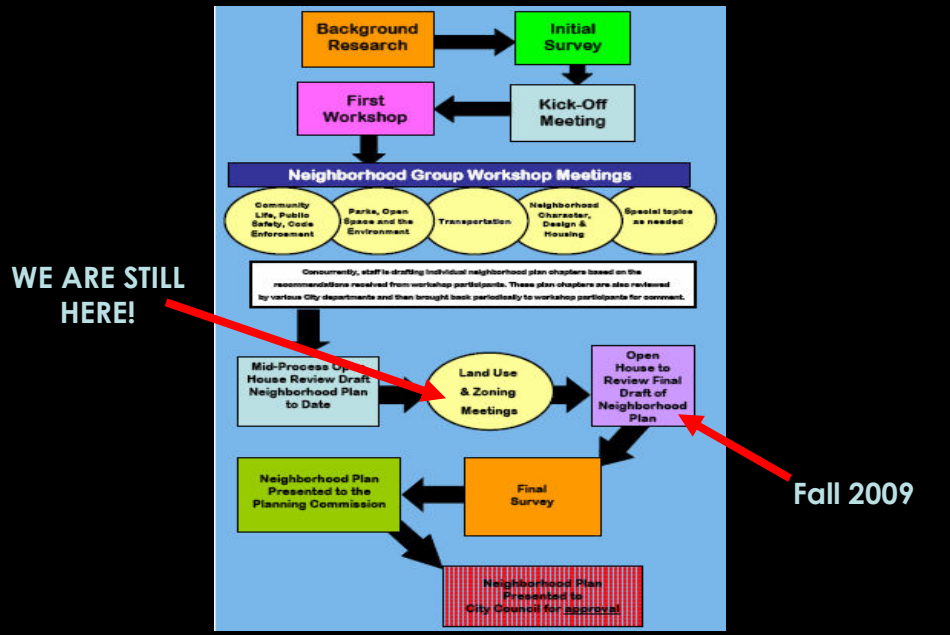 Background
Research
Initial
Survey
First
Workshop
Kick-Off
Meeting
Neighborhood Group Workshop Meetings
Community
Life, Public
Safety, Code
Enforcement
Parks, Open
Space and the
Environment
Transportation
Neighborhood
Character,
Design &
Housing
Special topics
as needed
Concurrently, staff is drafting individual neighborhood plan chapters based on the
recommendations received from workshop participants. These plan chapters are also reviewed
by various City departments and then brought back periodically to workshop participants for comment.
WE ARE STILL
HERE!
Mid-Process Open
House Review Draft
Neighborhood Plan
to Date
Land Use
& Zoning
Meetings
Open
House to
Review Final
Draft of
Neighborhood
Plan
Fall 2009
Neighborhood Plan
Presented to the
Planning Commission
Final
Survey
Neighborhood Plan
Presented to
City Council for approval